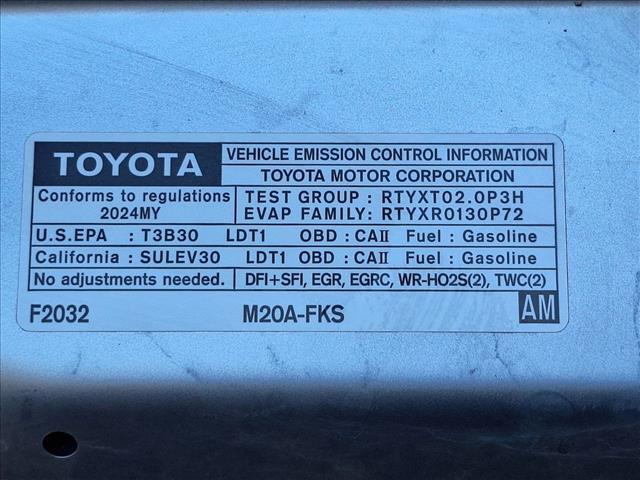 TOYOTA
VEHICLE EMISSION CONTROL INFORMATION
TOYOTA MOTOR CORPORATION
Conforms to regulations
2024MY
TEST GROUP : RTYXT02.0P3H
EVAP FAMILY: RTYXR0130P72
U.S.EPA : T3B30 LDT1 OBD : CAII Fuel : Gasoline
California : SULEV30 LDT1 OBD : CAII Fuel : Gasoline
No adjustments needed. DFI+SFI, EGR, EGRC, WR-HO2S(2), TWC(2)
F2032 M20A-FKS AM